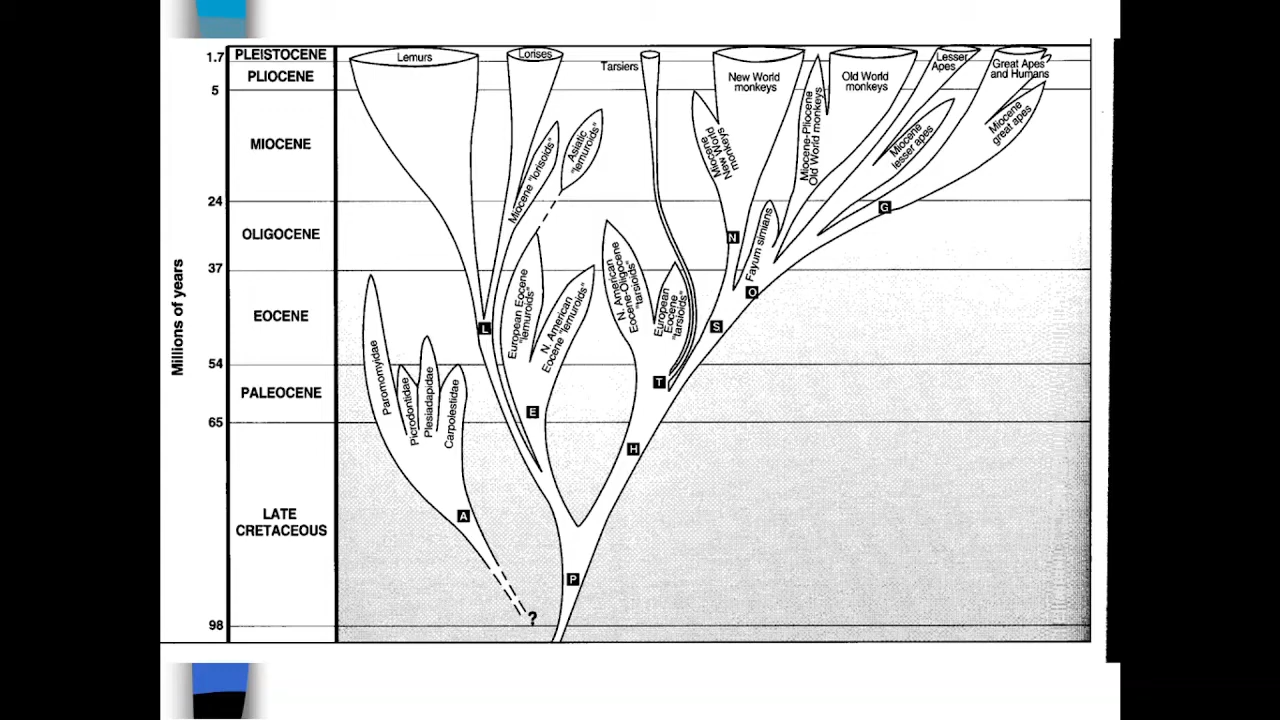 Millions of years
1.7
5
24
37
54
65
98
PLEISTOCENE
PLIOCENE
MIOCENE
OLIGOCENE
EOCENE
PALEOCENE
LATE
CRETACEOUS
Lemurs
Lorises
Tarsiers
New World
monkeys
Old World
monkeys
Lesser
Apes
Great Apes
and Humans
Miocene "lorisoids"
Asiatic
"lemuroids"
Miocene
New World
monkeys
Miocene-Pliocene
Old World monkeys
Miocene
lesser apes
Miocene
great apes
Fayum simians
European Eocene
"lemuroids"
N. American
Eocene "lemuroids"
N. American
Eocene-Oligocene
"tarsioids"
European
Eocene
"tarsioids"
Paromomyidae
Picrodontidae
Plesiadapidae
Carpolestidae
G
N
O
S
L
T
E
H
A
P
?